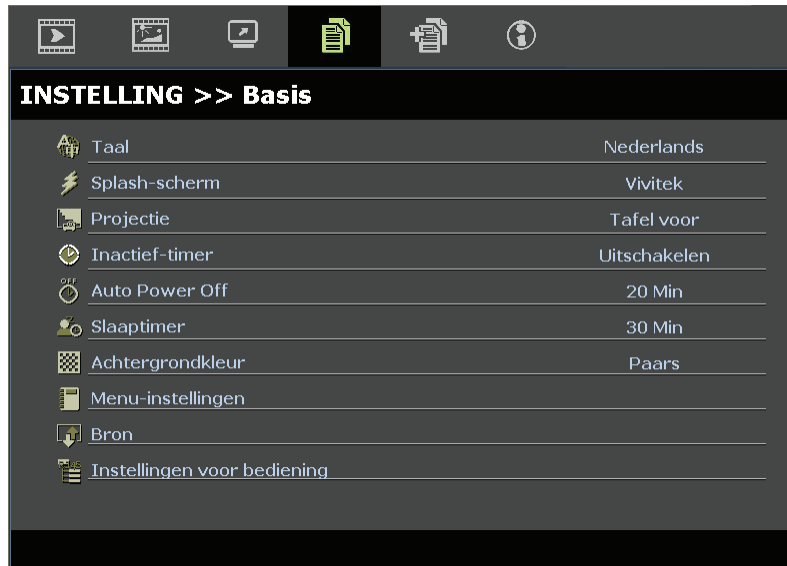 INSTELLING >> Basis
Taal Nederlands
Splash-scherm Vivitek
Projectie Tafel voor
Inactief-timer Uitschakelen
Auto Power Off 20 Min
Slaaptimer 30 Min
Achtergrondkleur Paars
Menu-instellingen
Bron
Instellingen voor bediening